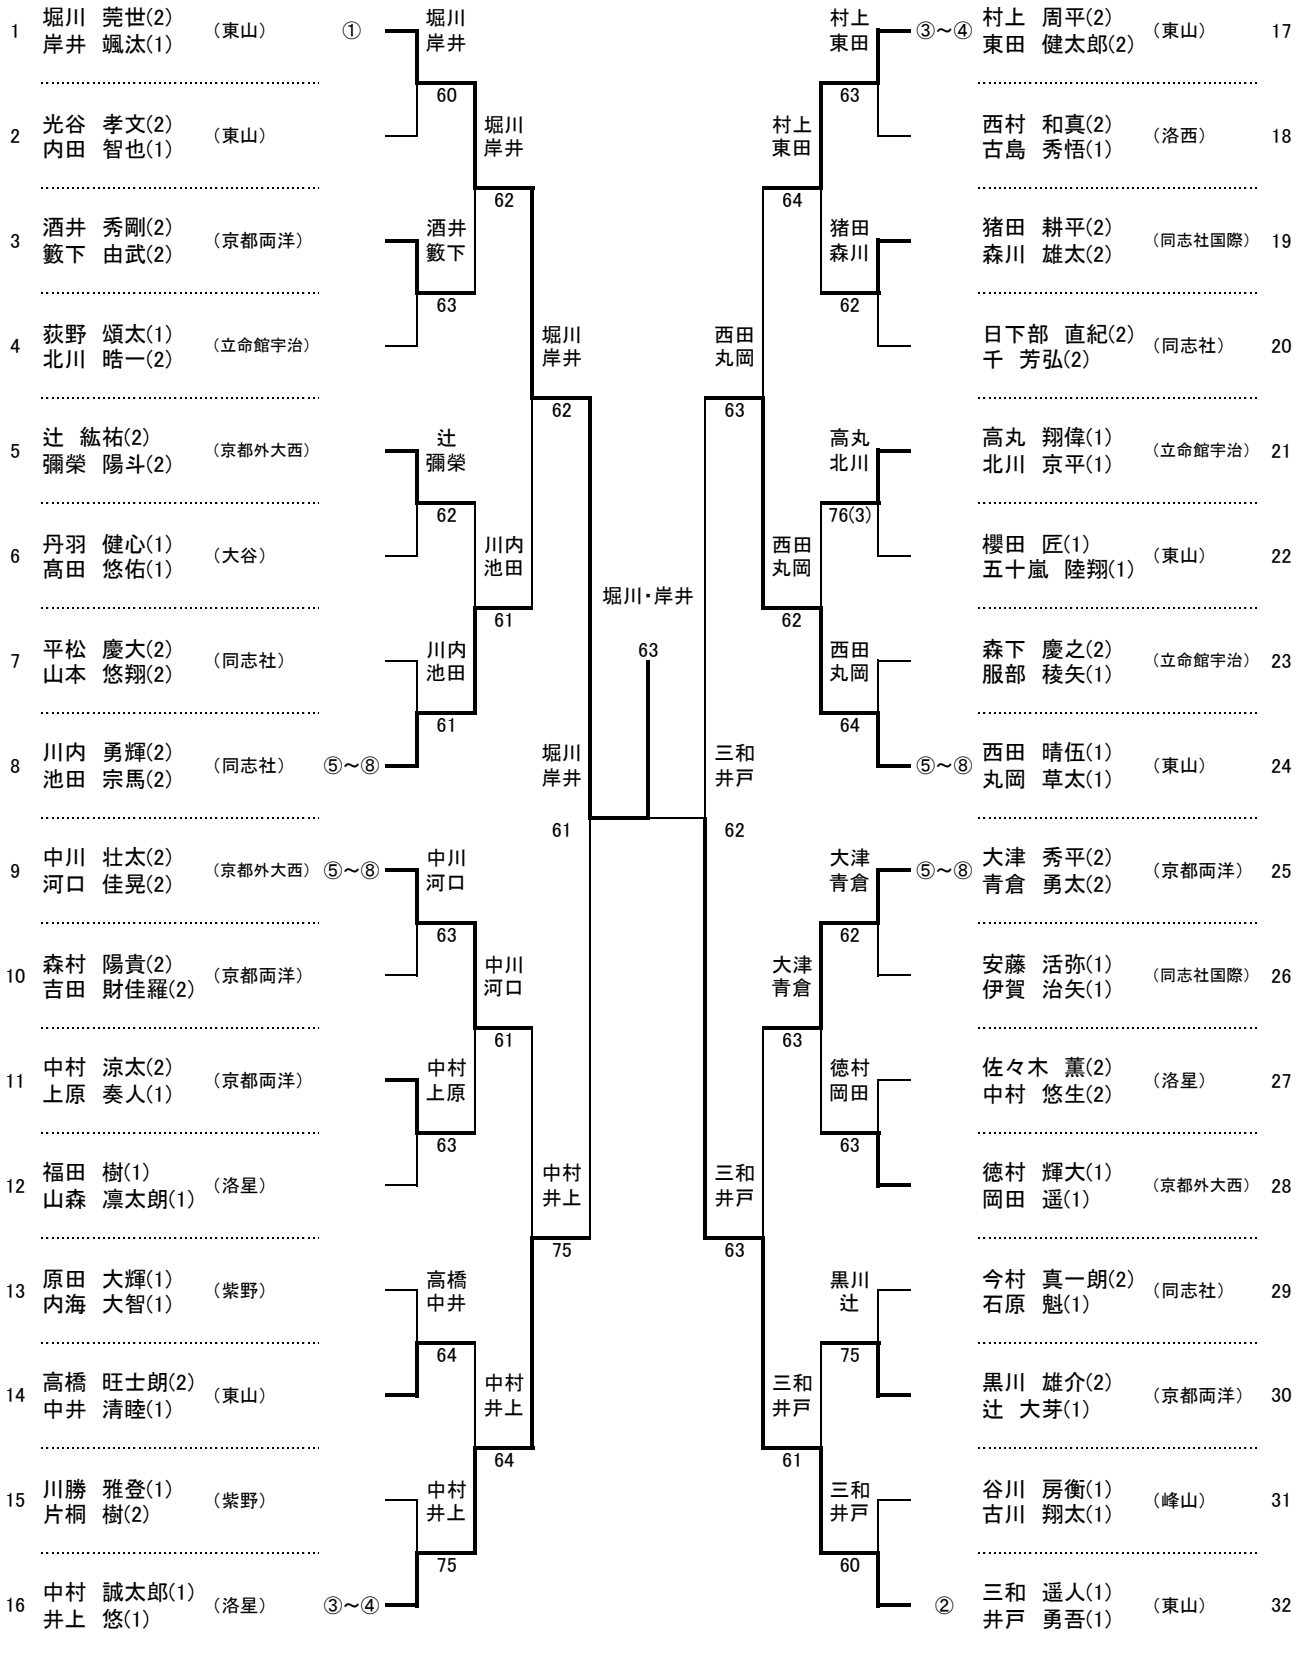 1 堀川 莞世(2) 岸井 颯汰(1) (東山) ①
2 光谷 孝文(2) 内田 智也(1) (東山)
3 酒井 秀剛(2) 籔下 由武(2) (京都両洋)
4 荻野 頌太(1) 北川 晧一(2) (立命館宇治)
5 辻 紘祐(2) 彌榮 陽斗(2) (京都外大西)
6 丹羽 健心(1) 髙田 悠佑(1) (大谷)
7 平松 慶大(2) 山本 悠翔(2) (同志社)
8 川内 勇輝(2) 池田 宗馬(2) (同志社) ⑤～⑧
9 中川 壮太(2) 河口 佳晃(2) (京都外大西) ⑤～⑧
10 森村 陽貴(2) 吉田 財佳羅(2) (京都両洋)
11 中村 涼太(2) 上原 奏人(1) (京都両洋)
12 福田 樹(1) 山森 凛太朗(1) (洛星)
13 原田 大輝(1) 内海 大智(1) (紫野)
14 高橋 旺士朗(2) 中井 清睦(1) (東山)
15 川勝 雅登(1) 片桐 樹(2) (紫野)
16 中村 誠太郎(1) 井上 悠(1) (洛星) ③～④
堀川 岸井
60
酒井 籔下
63
辻 彌榮
62
川内 池田
61
中川 河口
63
中村 上原
63
高橋 中井
64
中村 井上
75
堀川 岸井
62
川内 池田
61
中川 河口
61
中村 井上
64
堀川 岸井
62
中村 井上
75
堀川 岸井
61
堀川・岸井
63
三和 井戸
62
西田 丸岡
63
三和 井戸
63
村上 東田
64
西田 丸岡
62
大津 青倉
63
三和 井戸
61
村上 東田
63
猪田 森川
62
高丸 北川
76(3)
西田 丸岡
64
大津 青倉
62
徳村 岡田
63
黒川 辻
75
三和 井戸
60
③～④ 村上 周平(2) 東田 健太郎(2) (東山) 17
西村 和真(2) 古島 秀悟(1) (洛西) 18
猪田 耕平(2) 森川 雄太(2) (同志社国際) 19
日下部 直紀(2) 千 芳弘(2) (同志社) 20
高丸 翔偉(1) 北川 京平(1) (立命館宇治) 21
櫻田 匠(1) 五十嵐 陸翔(1) (東山) 22
森下 慶之(2) 服部 稜矢(1) (立命館宇治) 23
⑤～⑧ 西田 晴伍(1) 丸岡 草太(1) (東山) 24
⑤～⑧ 大津 秀平(2) 青倉 勇太(2) (京都両洋) 25
安藤 活弥(1) 伊賀 治矢(1) (同志社国際) 26
佐々木 薫(2) 中村 悠生(2) (洛星) 27
徳村 輝大(1) 岡田 遥(1) (京都外大西) 28
今村 真一朗(2) 石原 魁(1) (同志社) 29
黒川 雄介(2) 辻 大芽(1) (京都両洋) 30
谷川 房衡(1) 古川 翔太(1) (峰山) 31
② 三和 遥人(1) 井戸 勇吾(1) (東山) 32